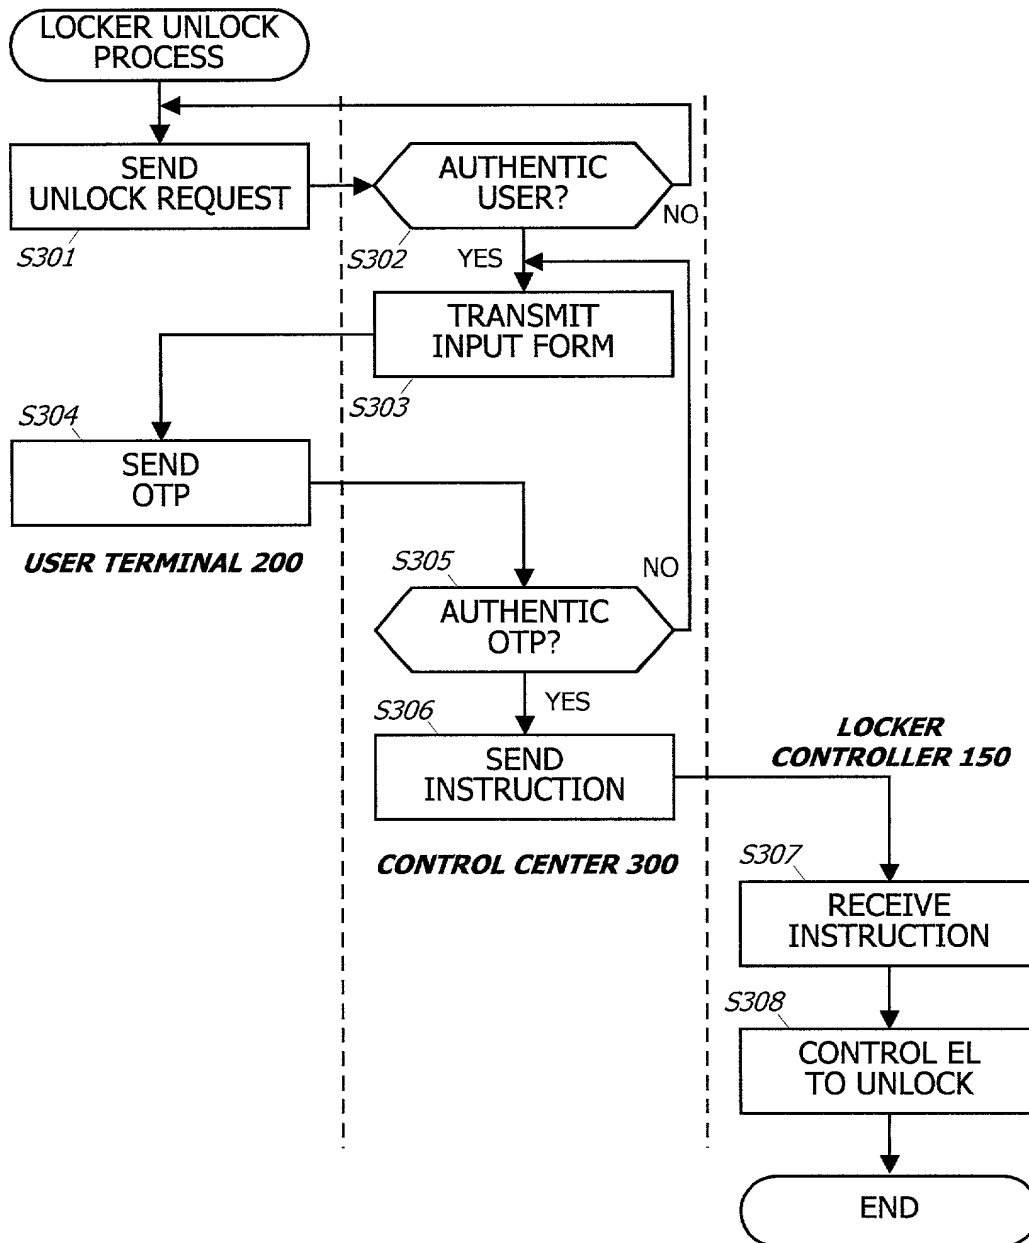 LOCKER UNLOCK
PROCESS
SEND
UNLOCK REQUEST
S301
AUTHENTIC
USER?
NO
S302
YES
TRANSMIT
INPUT FORM
S303
S304
SEND
OTP
USER TERMINAL 200
S305
NO
AUTHENTIC
OTP?
YES
S306
SEND
INSTRUCTION
CONTROL CENTER 300
LOCKER
CONTROLLER 150
S307
RECEIVE
INSTRUCTION
S308
CONTROL EL
TO UNLOCK
END